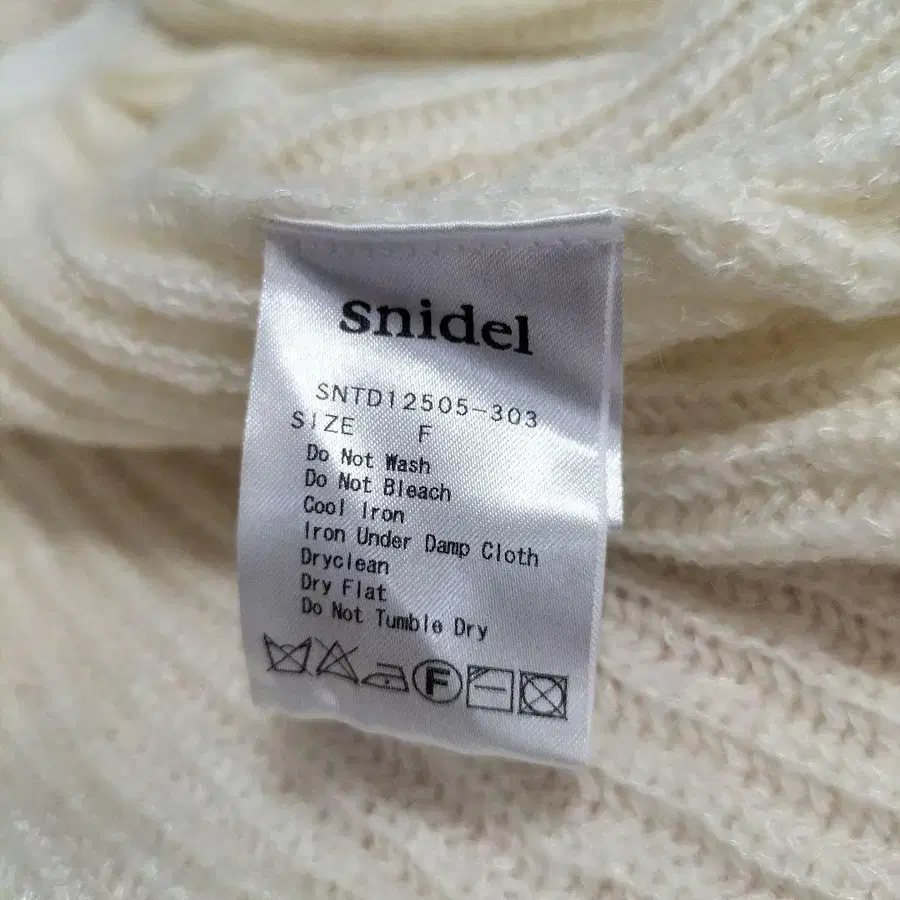 snidel
SNTD12505-303
SIZE F
Do Not Wash
Do Not Bleach
Cool Iron
Iron Under Damp Cloth
Dryclean
Dry Flat
Do Not Tumble Dry
F